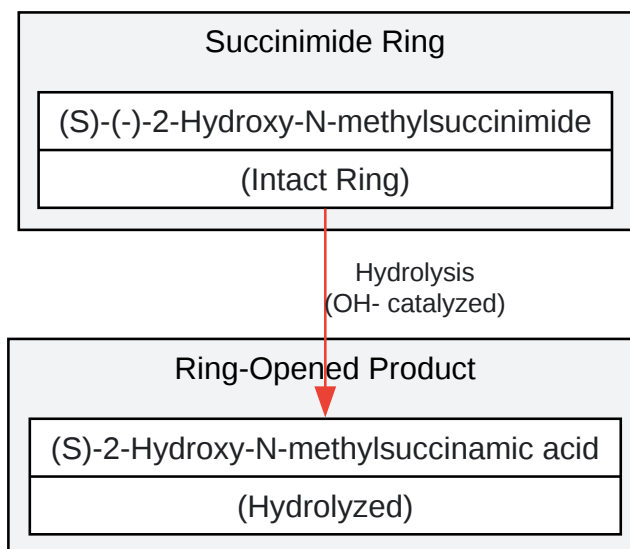 Succinimide Ring
(S)-(-)-2-Hydroxy-N-methylsuccinimide
(Intact Ring)
Hydrolysis
(OH- catalyzed)
Ring-Opened Product
(S)-2-Hydroxy-N-methylsuccinamic acid
(Hydrolyzed)